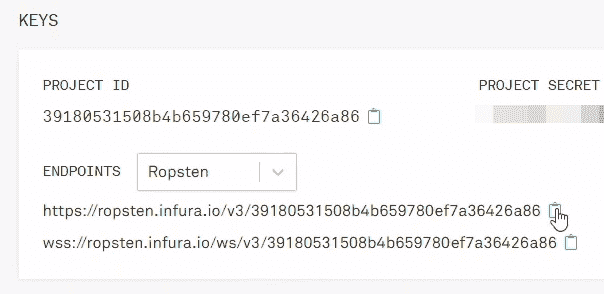 KEYS
PROJECT ID
PROJECT SECRET
39180531508b4b659780ef7a36426a86
ENDPOINTS Ropsten
https://ropsten.infura.io/v3/39180531508b4b659780ef7a36426a86
wss://ropsten.infura.io/ws/v3/39180531508b4b659780ef7a36426a86